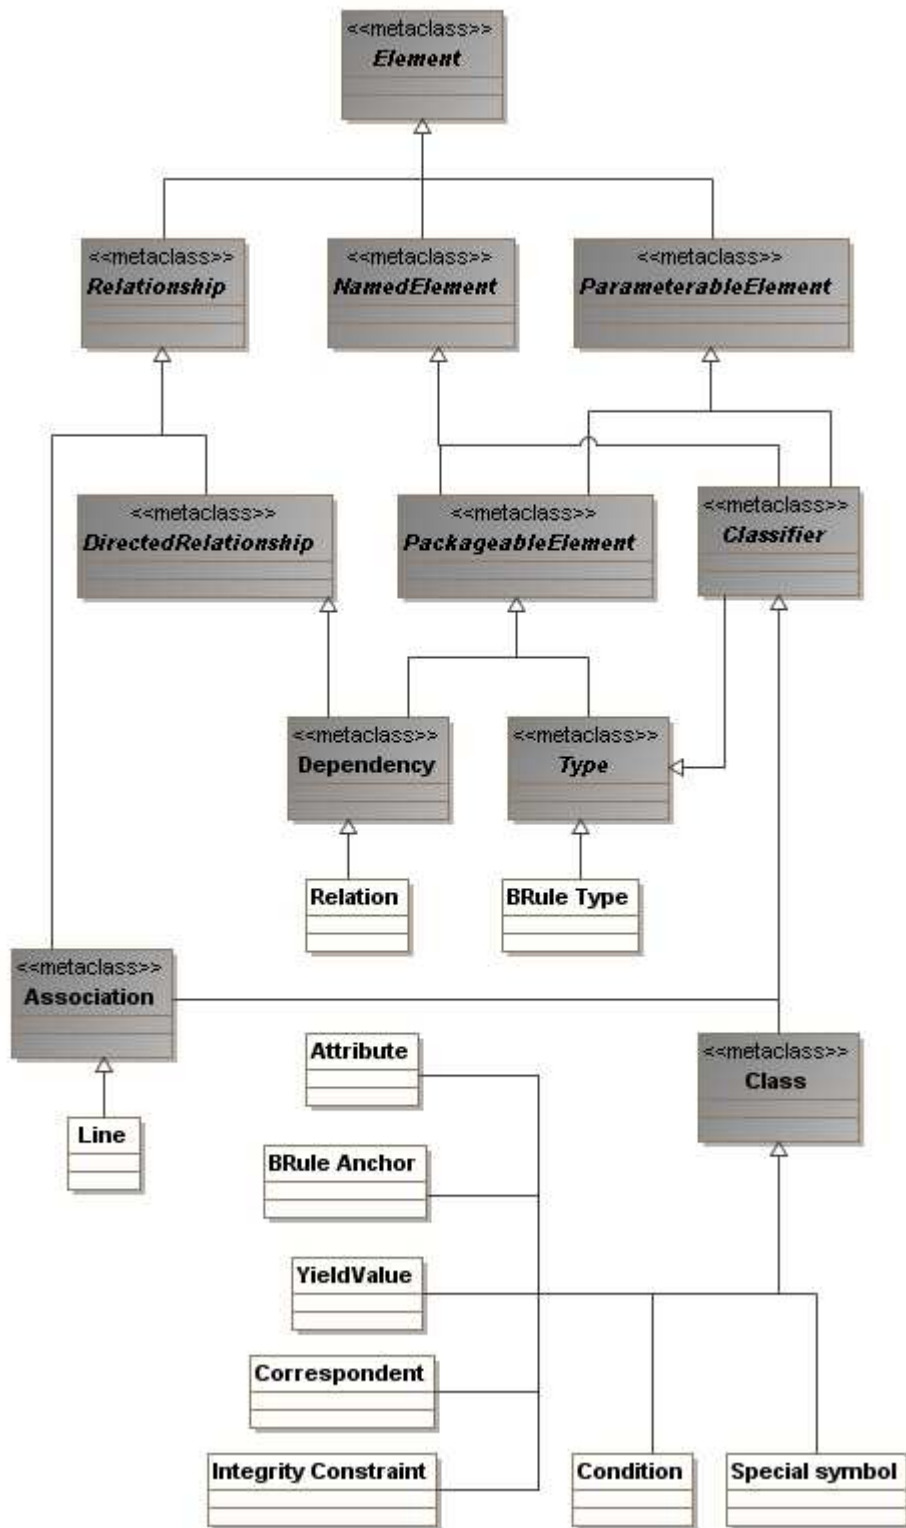 <<metaclass>>
Element
<<metaclass>>
Relationship
<<metaclass>>
NamedElement
<<metaclass>>
ParameterableElement
<<metaclass>>
DirectedRelationship
<<metaclass>>
PackageableElement
<<metaclass>>
Classifier
<<metaclass>>
Dependency
<<metaclass>>
Type
Relation
BRule Type
<<metaclass>>
Association
Attribute
<<metaclass>>
Class
Line
BRule Anchor
YieldValue
Correspondent
Integrity Constraint
Condition
Special symbol